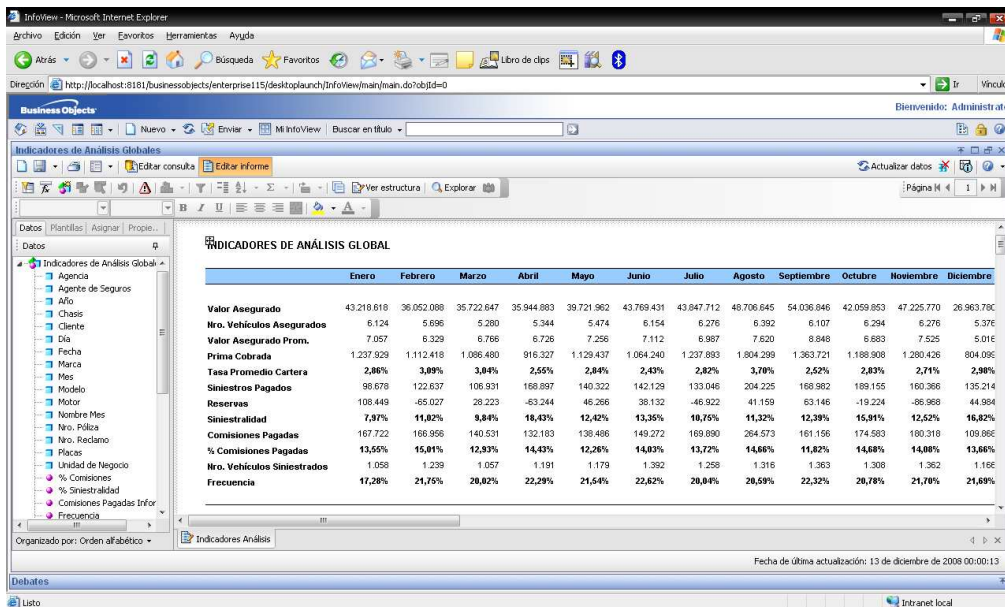 InfoView - Microsoft Internet Explorer
Archivo Edición Ver Favoritos Herramientas Ayuda
Atrás Búsqueda Favoritos Libro de clips
Dirección http://localhost:8181/businessobjects/enterprise115/desktoplaunch/InfoView/main/main.do?objId=0 Ir Vínculo
Business Objects Bienvenido: Administrat
Nuevo Enviar Mi InfoView Buscar en título
Indicadores de Análisis Globales
Editar consulta Editar informe Actualizar datos
Ver estructura Explorar Página 1
B I U A
Datos Plantillas Asignar Propie...
Datos
Indicadores de Análisis Global
Agencia
Agente de Seguros
Año
Chasis
Cliente
Día
Fecha
Marca
Mes
Modelo
Motor
Nombre Mes
Nro. Póliza
Nro. Reclamo
Placas
Unidad de Negocio
% Comisiones
% Siniestralidad
Comisiones Pagadas Infor
Frecuencia
Organizado por: Orden alfabético
INDICADORES DE ANÁLISIS GLOBAL
Enero Febrero Marzo Abril Mayo Junio Julio Agosto Septiembre Octubre Noviembre Diciembre
Valor Asegurado 43.218.618 36.052.088 35.722.647 35.944.883 39.721.962 43.769.431 43.847.712 48.706.645 54.036.846 42.059.853 47.225.770 26.963.780
Nro. Vehículos Asegurados 6.124 5.696 5.280 5.344 5.474 6.154 6.276 6.392 6.107 6.294 6.276 5.376
Valor Asegurado Prom. 7.057 6.329 6.766 6.726 7.256 7.112 6.987 7.620 8.848 6.683 7.525 5.016
Prima Cobrada 1.237.929 1.112.418 1.086.480 916.327 1.129.437 1.064.240 1.237.893 1.804.299 1.363.721 1.188.908 1.280.426 804.099
Tasa Promedio Cartera 2,86% 3,09% 3,04% 2,55% 2,84% 2,43% 2,82% 3,70% 2,52% 2,83% 2,71% 2,98%
Siniestros Pagados 98.678 122.637 106.931 168.897 140.322 142.129 133.046 204.225 168.982 189.155 160.366 135.214
Reservas 108.449 -65.027 28.223 -63.244 46.266 38.132 -46.922 41.159 63.146 -19.224 -86.968 44.984
Siniestralidad 7,97% 11,02% 9,84% 18,43% 12,42% 13,35% 10,75% 11,32% 12,39% 15,91% 12,52% 16,82%
Comisiones Pagadas 167.722 166.956 140.531 132.183 138.486 149.272 169.890 264.573 161.156 174.583 180.318 109.868
% Comisiones Pagadas 13,55% 15,01% 12,93% 14,43% 12,26% 14,03% 13,72% 14,66% 11,82% 14,68% 14,08% 13,66%
Nro. Vehículos Siniestrados 1.058 1.239 1.057 1.191 1.179 1.392 1.258 1.316 1.363 1.308 1.362 1.166
Frecuencia 17,28% 21,75% 20,02% 22,29% 21,54% 22,62% 20,04% 20,59% 22,32% 20,78% 21,70% 21,69%
Indicadores Análisis
Fecha de última actualización: 13 de diciembre de 2008 00:00:13
Debates
Listo Intranet local